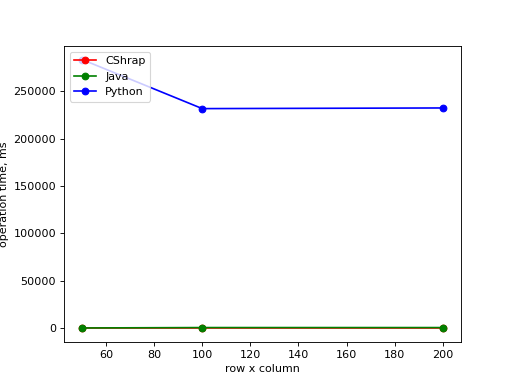 CShrap
Java
Python
operation time, ms
250000
200000
150000
100000
50000
0
60 80 100 120 140 160 180 200
row x column